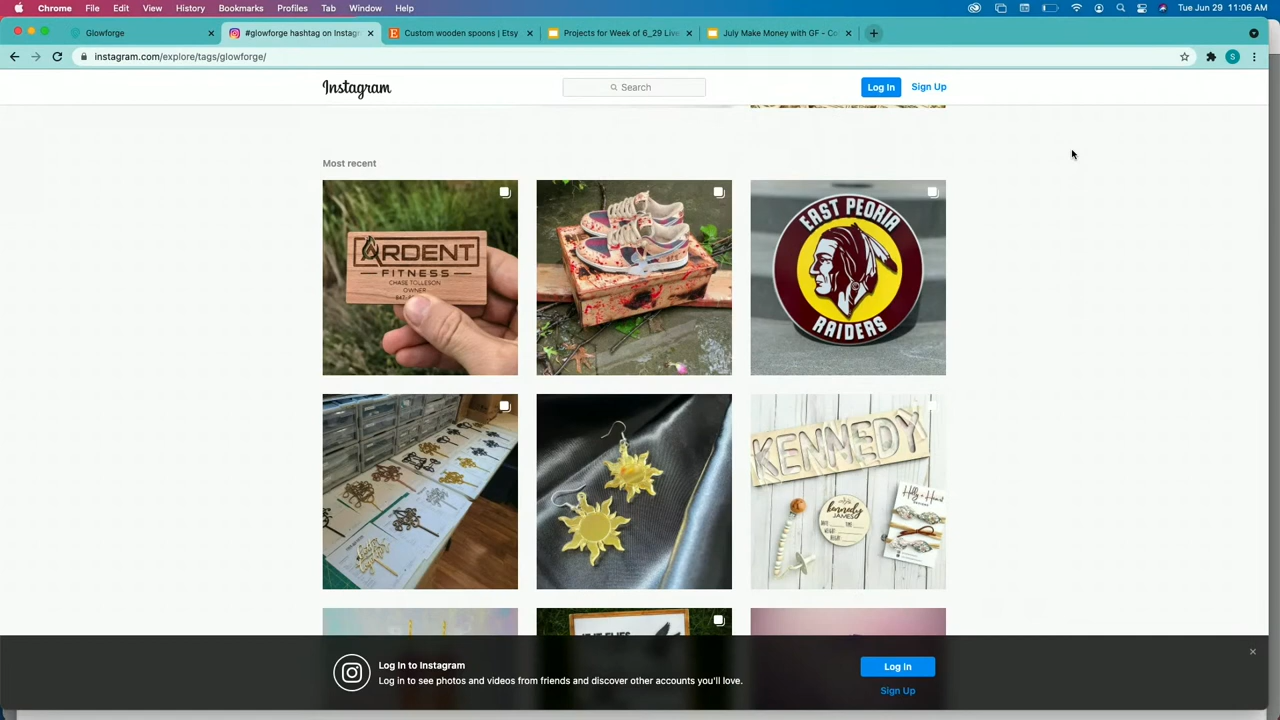 Chrome File Edit View History Bookmarks Profiles Tab Window Help Tue Jun 29 11:06 AM
Glowforge #glowforge hashtag on Instagr Custom wooden spoons | Etsy Projects for Week of 6_29 Live July Make Money with GF - Co
instagram.com/explore/tags/glowforge/ S
Instagram Search Log In Sign Up
Most recent
ARDENT
FITNESS
CHASE TOLLESON
OWNER
EAST PEORIA
RAIDERS
KENNEDY
kennedy
JAMES
Log In to Instagram
Log in to see photos and videos from friends and discover other accounts you'll love.
Log In
Sign Up